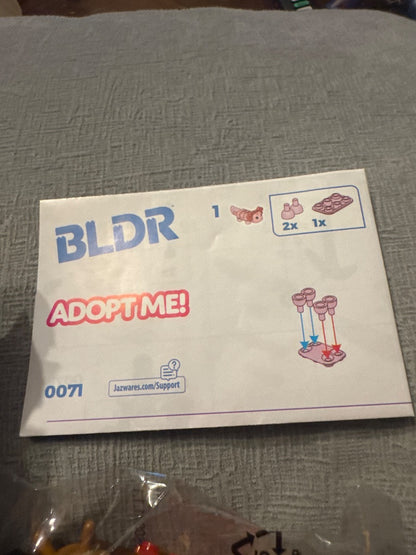 BLDR
1
2x 1x
ADOPT ME!
0071
?
Jazwares.com/Support